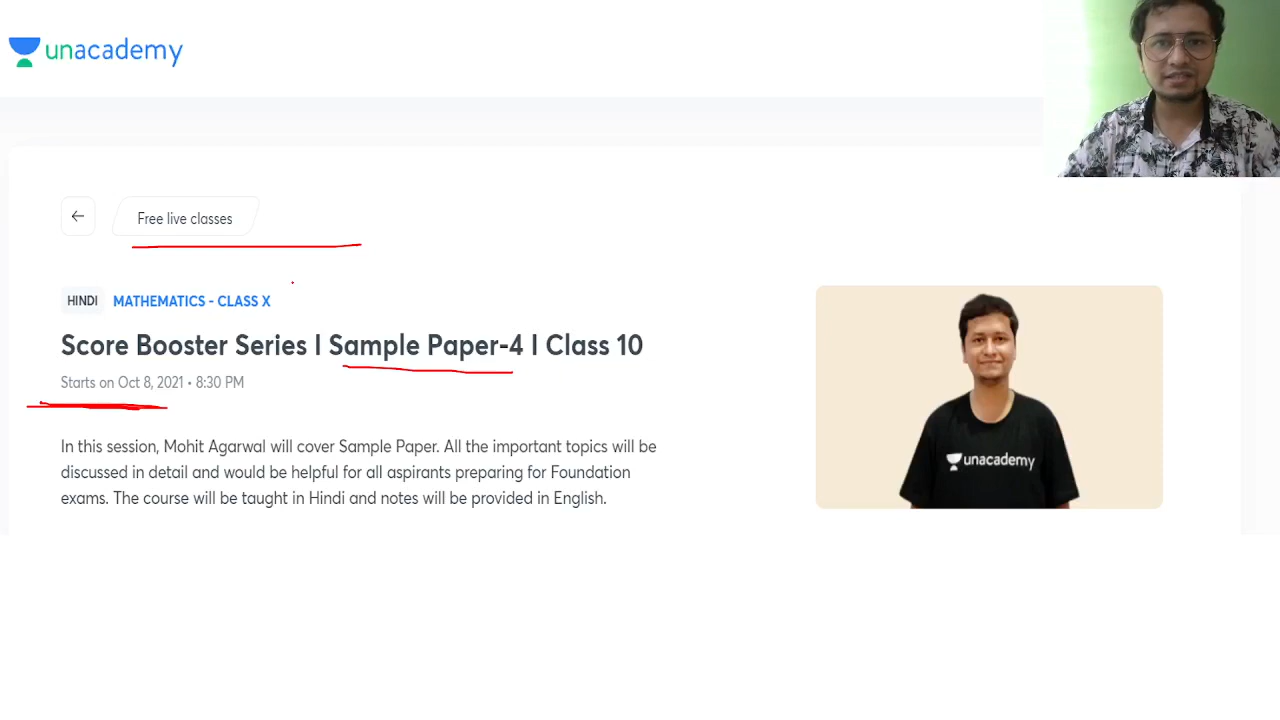 unacademy
Free live classes
HINDI MATHEMATICS - CLASS X
Score Booster Series I Sample Paper-4 I Class 10
Starts on Oct 8, 2021 • 8:30 PM
In this session, Mohit Agarwal will cover Sample Paper. All the important topics will be
discussed in detail and would be helpful for all aspirants preparing for Foundation
exams. The course will be taught in Hindi and notes will be provided in English.
unacademy